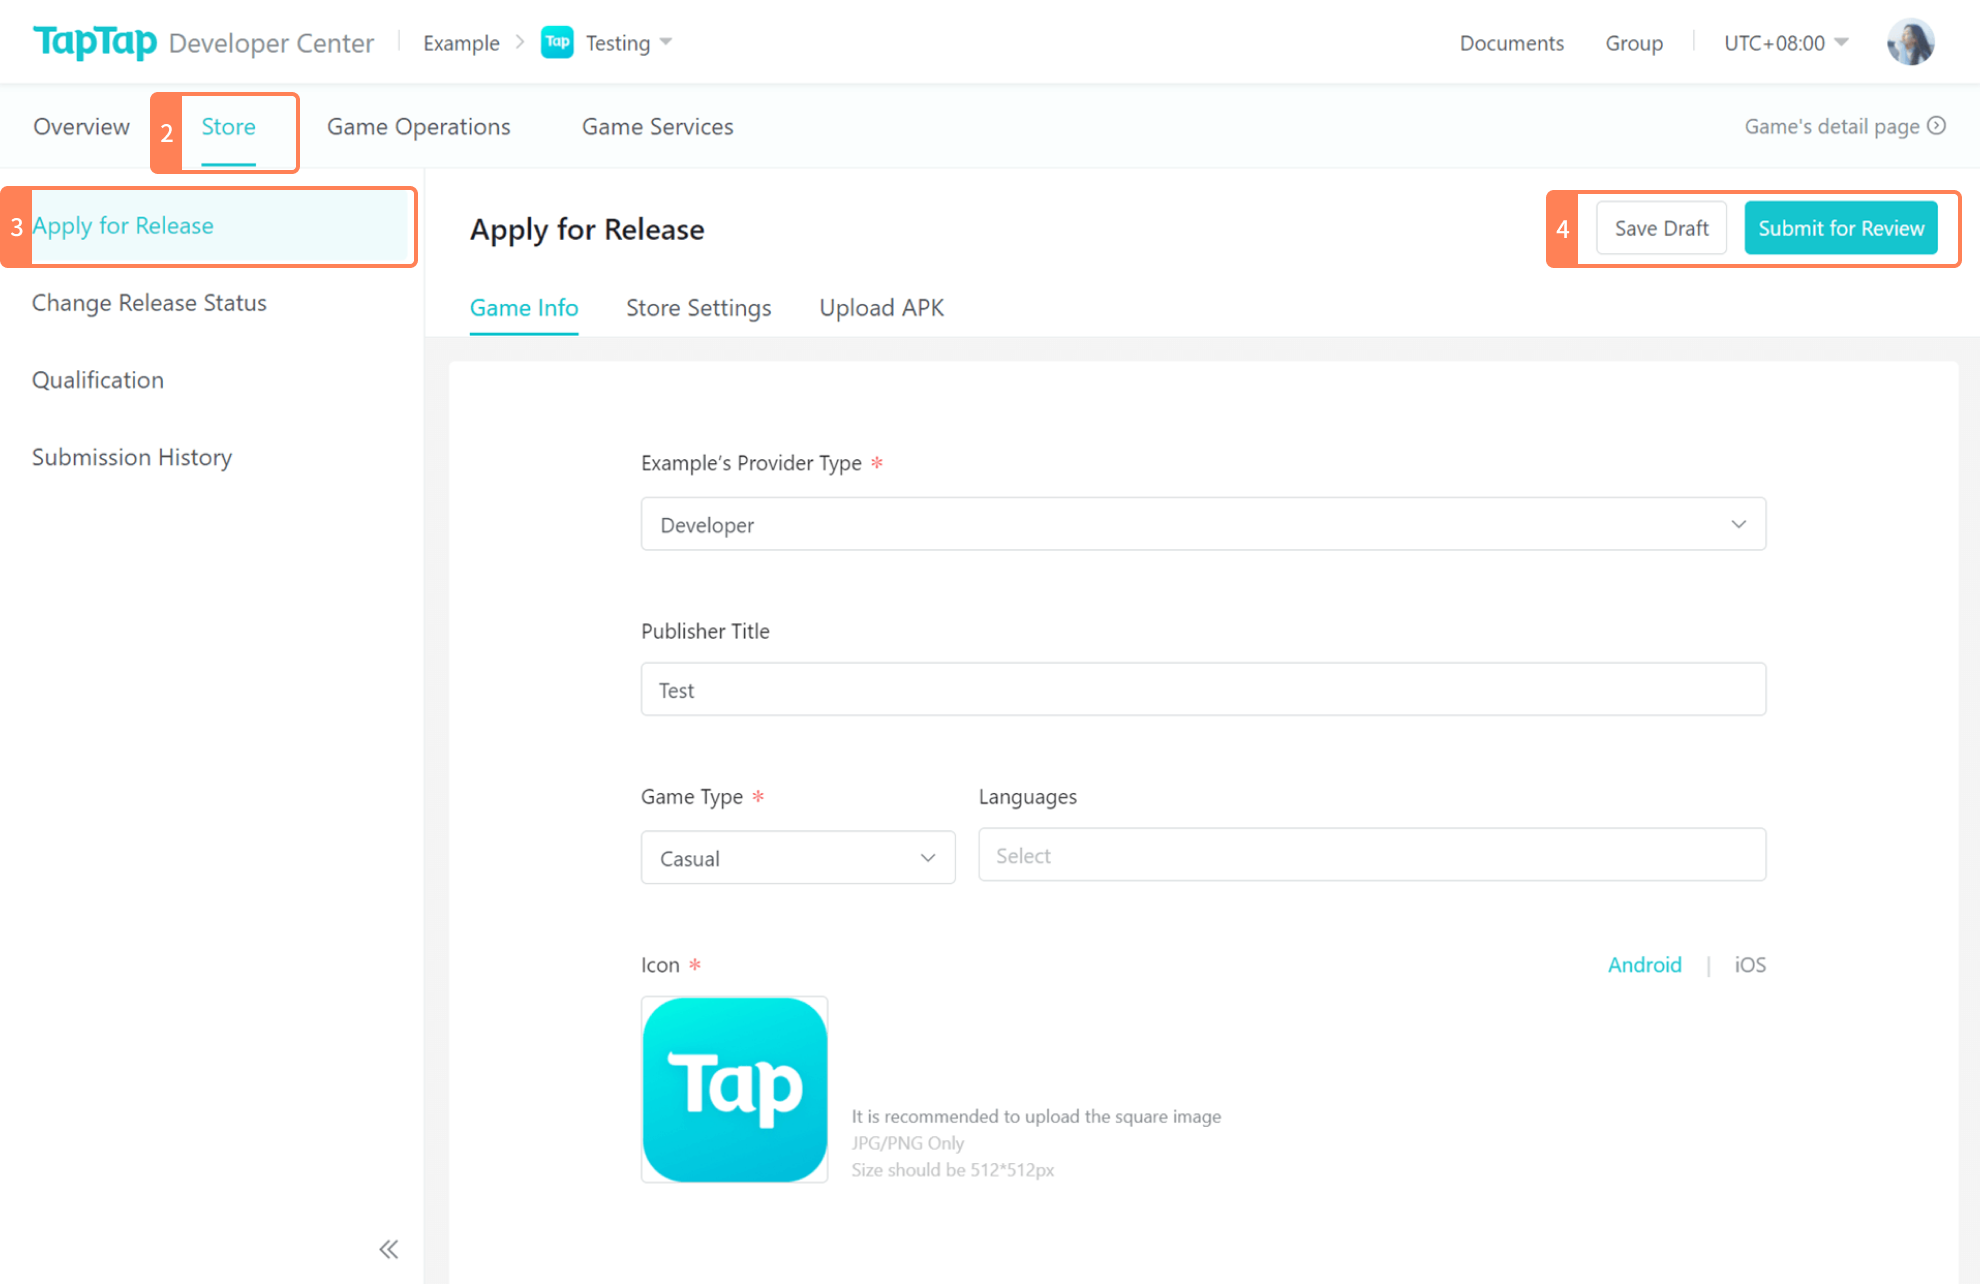 TapTap Developer Center Example Tap Testing Documents Group UTC+08:00
Overview 2 Store Game Operations Game Services Game's detail page
3 Apply for Release
Change Release Status
Qualification
Submission History
Apply for Release 4 Save Draft Submit for Review
Game Info Store Settings Upload APK
Example’s Provider Type *
Developer
Publisher Title
Test
Game Type * Languages
Casual Select
Icon * Android | iOS
Tap
It is recommended to upload the square image
JPG/PNG Only
Size should be 512*512px